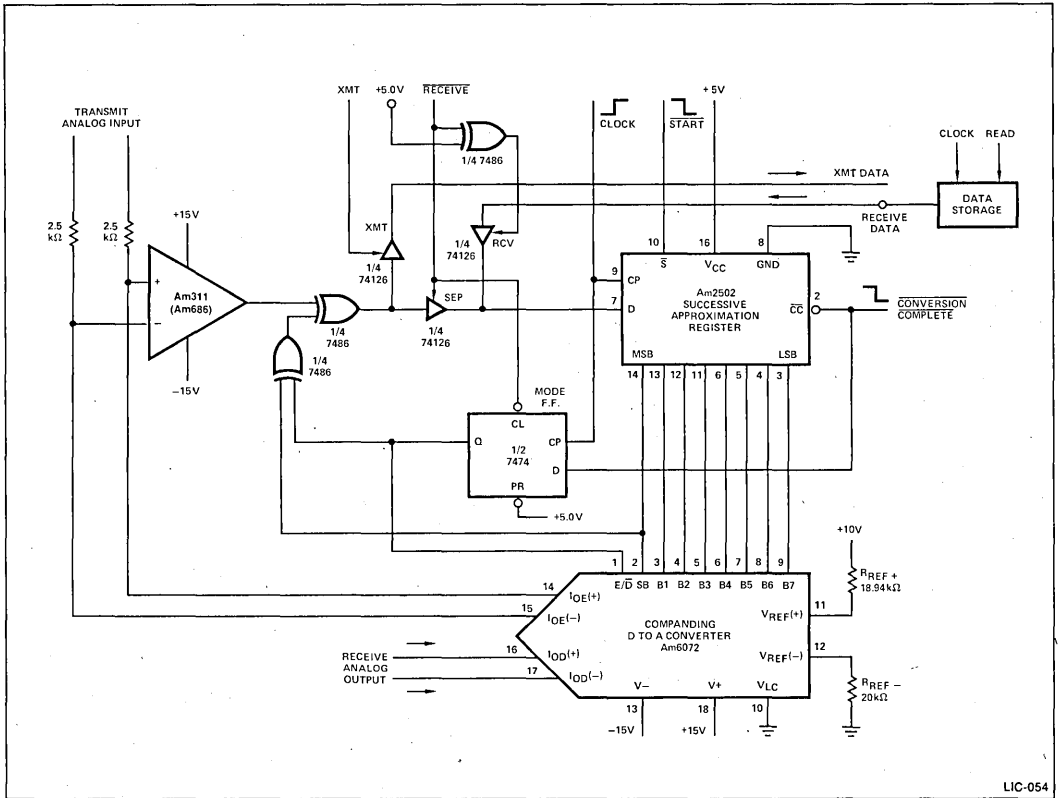 XMT
+5.0V
RECEIVE
CLOCK
START
+5V
TRANSMIT
ANALOG INPUT
1/4 7486
CLOCK READ
XMT DATA
DATA
STORAGE
RECEIVE
DATA
2.5
kΩ
2.5
kΩ
+15V
XMT
1/4
74126
1/4
74126
RCV
10
16
8
S
VCC
GND
9
CP
7
D
Am2502
SUCCESSIVE
APPROXIMATION
REGISTER
2
CC
CONVERSION
COMPLETE
MSB
LSB
14 13 12 11 6 5 4 3
+
−
Am311
(Am686)
−15V
1/4
7486
SEP
1/4
74126
1/4
7486
MODE
F.F.
CL
Q
CP
1/2
7474
D
PR
+5.0V
+10V
RREF +
18.94kΩ
1 2 3 4 5 6 7 8 9
E/D SB B1 B2 B3 B4 B5 B6 B7
14
IOE(+)
15
IOE(−)
16
IOD(+)
17
IOD(−)
COMPANDING
D TO A CONVERTER
Am6072
VREF(+)
11
VREF(−)
12
RREF −
20kΩ
RECEIVE
ANALOG
OUTPUT
V− V+ VLC
13 18 10
−15V +15V
LIC-054